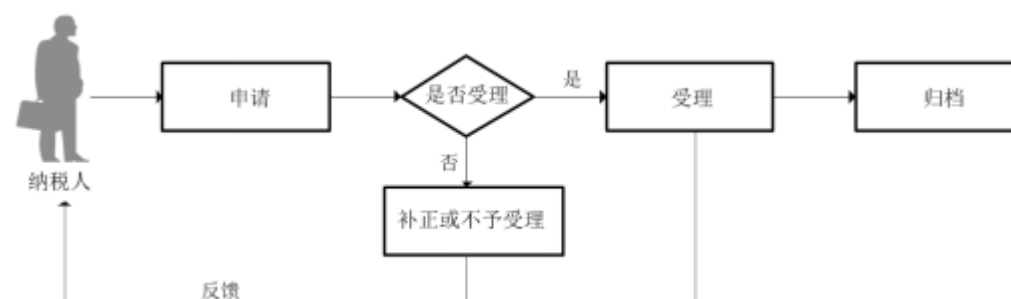 申请
是否受理
是
受理
归档
否
纳税人
补正或不予受理
反馈